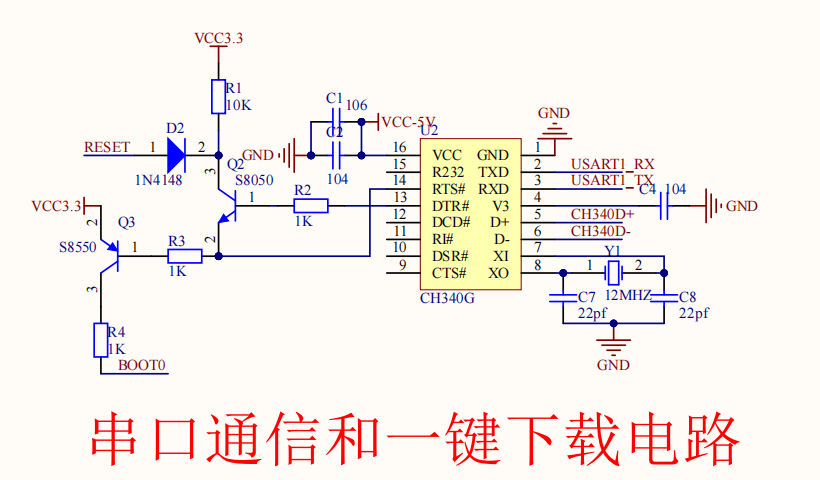 VCC3.3
R1
10K
C1
106
VCC-5V
D2
C2
U2
GND
RESET
1
2
GND
16
VCC
GND
1
1N4148
3
Q2
S8050
104
15
R232
TXD
2
USART1_RX
14
RTS#
RXD
3
USART1_TX
C4
104
VCC3.3
1
R2
1K
13
DTR#
V3
4
GND
2
Q3
12
DCD#
D+
5
CH340D+
S8550
1
R3
1K
2
11
RI#
D-
6
CH340D-
10
DSR#
XI
7
Y1
9
CTS#
XO
8
1
2
3
CH340G
12MHZ
C7
22pf
C8
22pf
R4
1K
BOOT0
GND
串口通信和一键下载电路